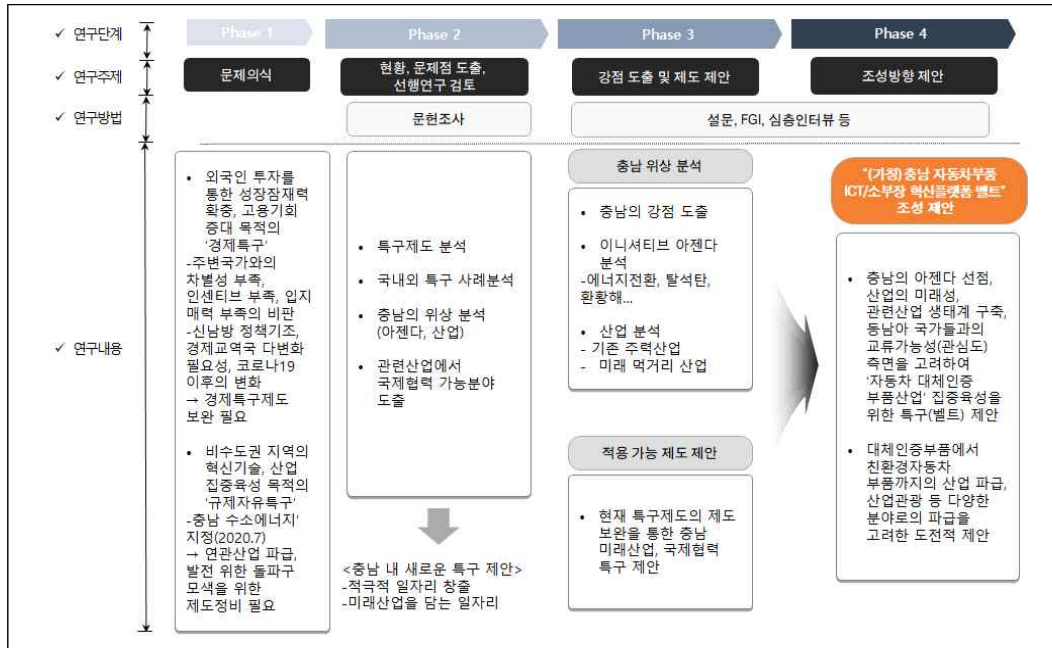 ✓ 연구단계
Phase 1
Phase 2
Phase 3
Phase 4
✓ 연구주제
문제의식
현황, 문제점 도출,
선행연구 검토
강점 도출 및 제도 제안
조성방향 제안
✓ 연구방법
문헌조사
설문, FGI, 심층인터뷰 등
✓ 연구내용
• 외국인 투자를
통한 성장잠재력
확충, 고용기회
증대 목적의
'경제특구'
-주변국가와의
차별성 부족,
인센티브 부족, 입지
매력 부족의 비판
-신남방 정책기조,
경제교역국 다변화
필요성, 코로나19
이후의 변화
→ 경제특구제도
보완 필요
• 비수도권 지역의
혁신기술, 산업
집중육성 목적의
'규제자유특구'
-충남 수소에너지'
지정(2020.7)
→ 연관산업 파급,
발전 위한 돌파구
모색을 위한
제도정비 필요
• 특구제도 분석
• 국내외 특구 사례분석
• 충남의 위상 분석
(아젠다, 산업)
• 관련산업에서
국제협력 가능분야
도출
<충남 내 새로운 특구 제안>
-적극적 일자리 창출
-미래산업을 담는 일자리
충남 위상 분석
• 충남의 강점 도출
• 이니셔티브 아젠다
분석
-에너지전환, 탈석탄,
환황해...
• 산업 분석
- 기존 주력산업
- 미래 먹거리 산업
적용 가능 제도 제안
• 현재 특구제도의 제도
보완을 통한 충남
미래산업, 국제협력
특구 제안
"(가칭)충남 자동차부품
ICT/소부장 혁신플랫폼 벨트"
조성 제안
• 충남의 아젠다 선점,
산업의 미래성,
관련산업 생태계 구축,
동남아 국가들과의
교류가능성(관심도)
측면을 고려하여
'자동차 대체인증
부품산업' 집중육성을
위한 특구(벨트) 제안
• 대체인증부품에서
친환경자동차
부품까지의 산업 파급,
산업관광 등 다양한
분야로의 파급을
고려한 도전적 제안